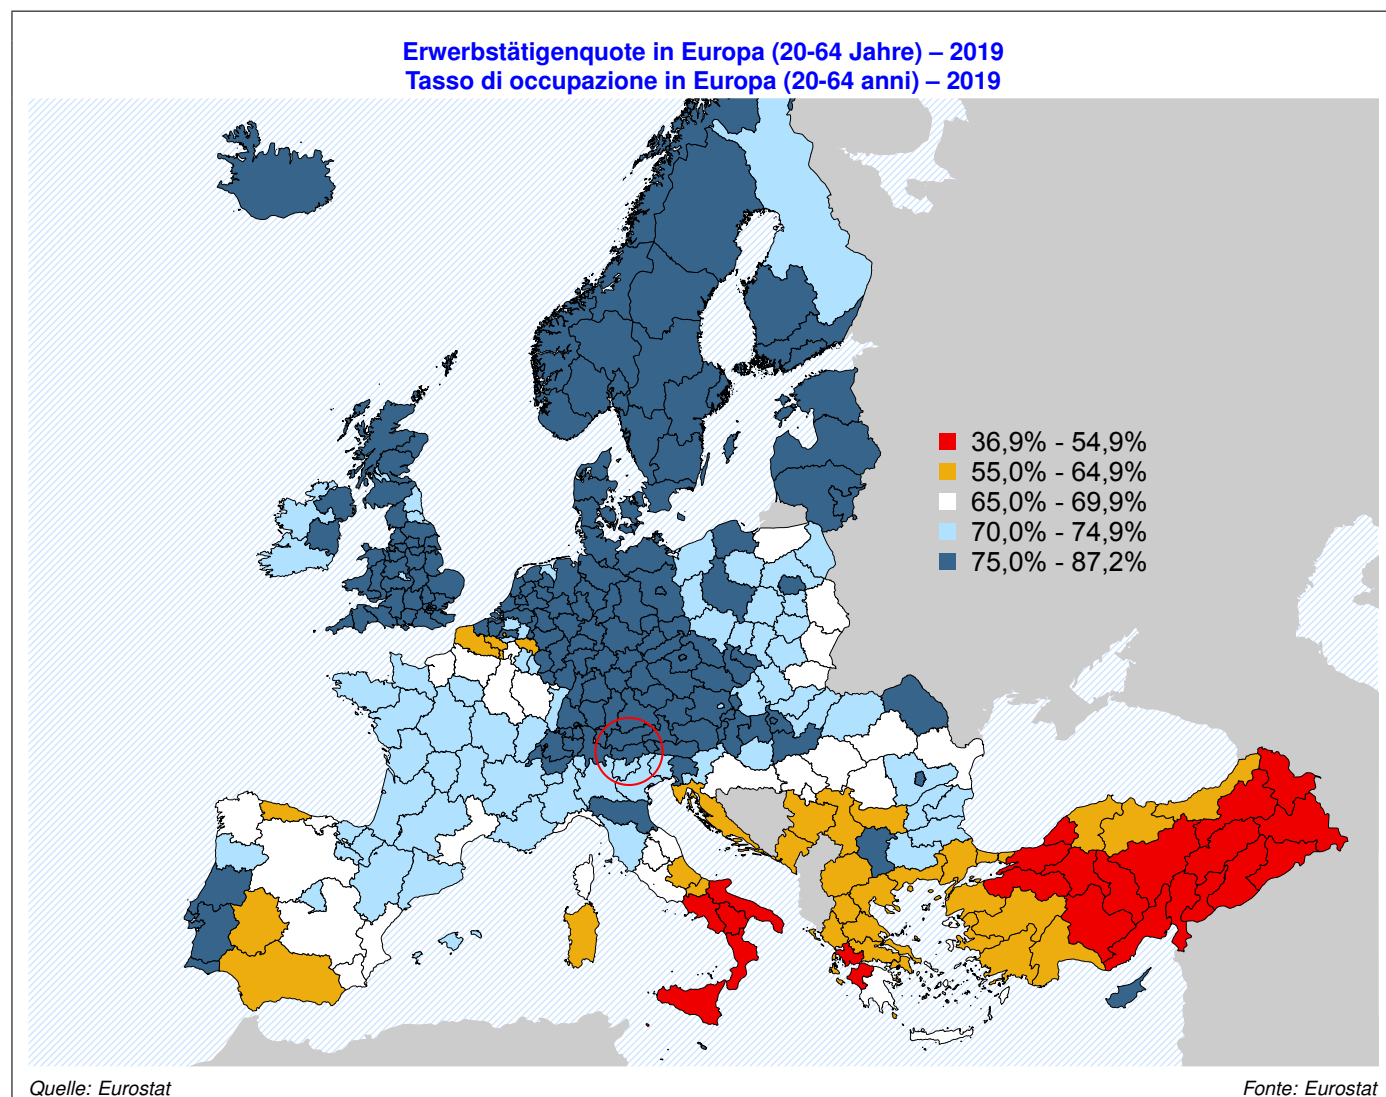 Erwerbstätigenquote in Europa (20-64 Jahre) – 2019
Tasso di occupazione in Europa (20-64 anni) – 2019
36,9% - 54,9%
55,0% - 64,9%
65,0% - 69,9%
70,0% - 74,9%
75,0% - 87,2%
Quelle: Eurostat
Fonte: Eurostat